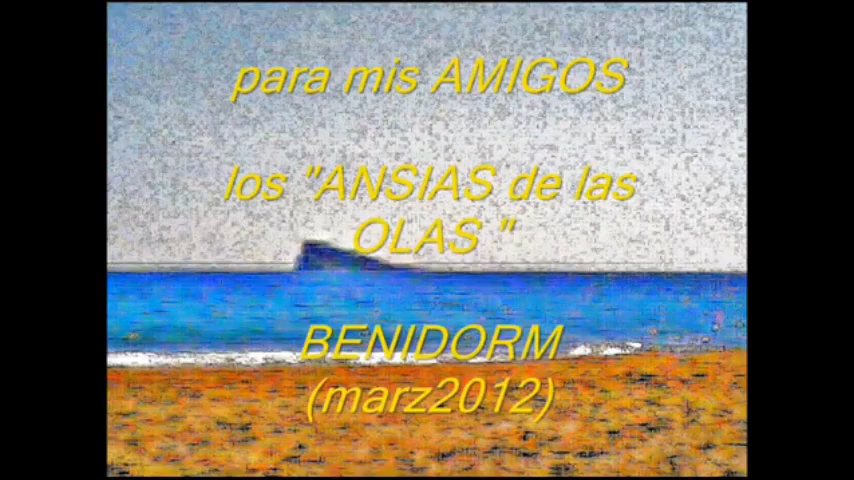 para mis AMIGOS
los "ANSIAS de las
OLAS "
BENIDORM
(marz2012)